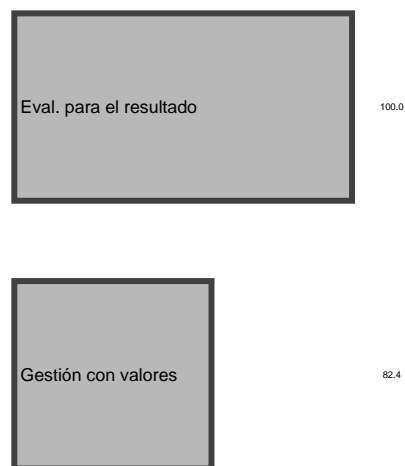 Eval. para el resultado 100.0
Gestión con valores 82.4